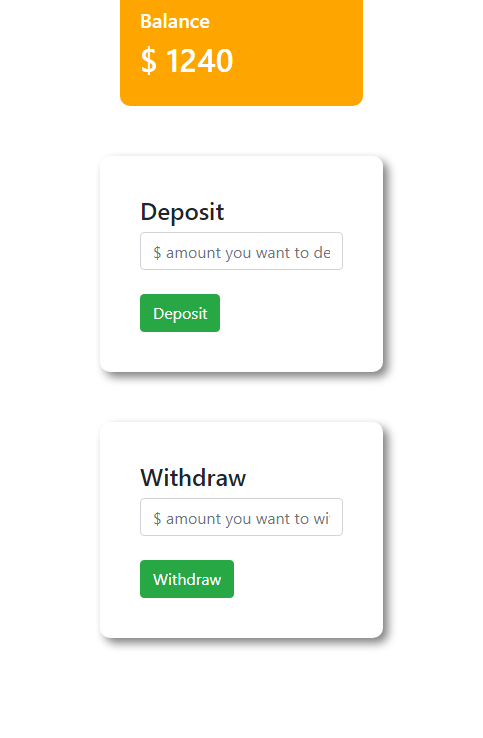 Balance
$ 1240
Deposit
$ amount you want to de
Deposit
Withdraw
$ amount you want to wi
Withdraw